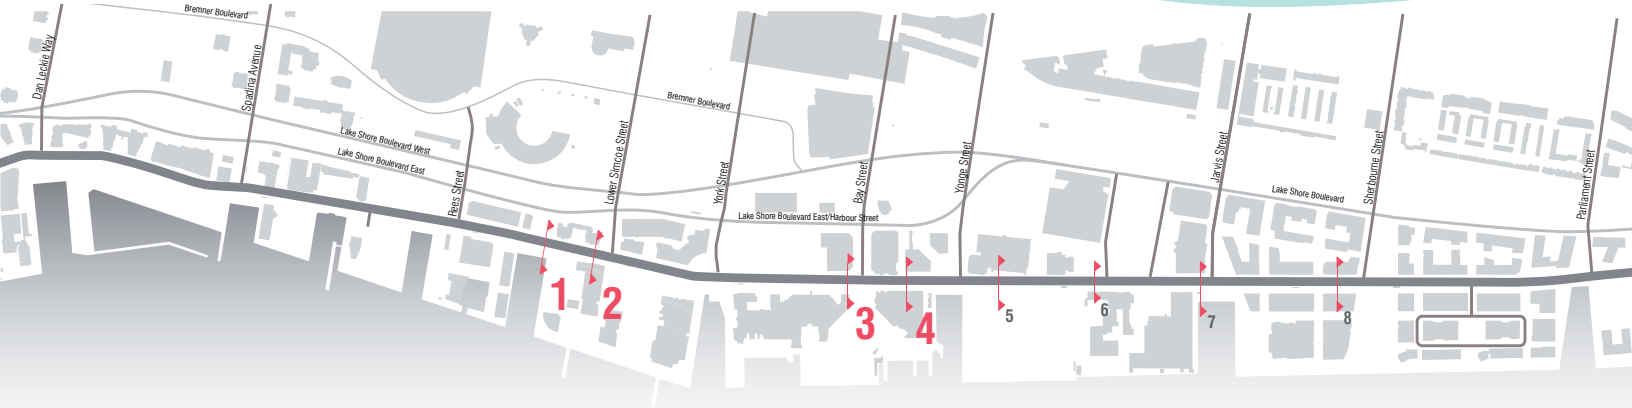 Bremner Boulevard
Dan Leckie Way
Spadina Avenue
Bremner Boulevard
Lake Shore Boulevard West
Lake Shore Boulevard East
Rees Street
Lower Simcoe Street
York Street
Bay Street
Yonge Street
Jarvis Street
Sherbourne Street
Parliament Street
Lake Shore Boulevard
Lake Shore Boulevard East/Harbour Street
1
2
3
4
5
6
7
8